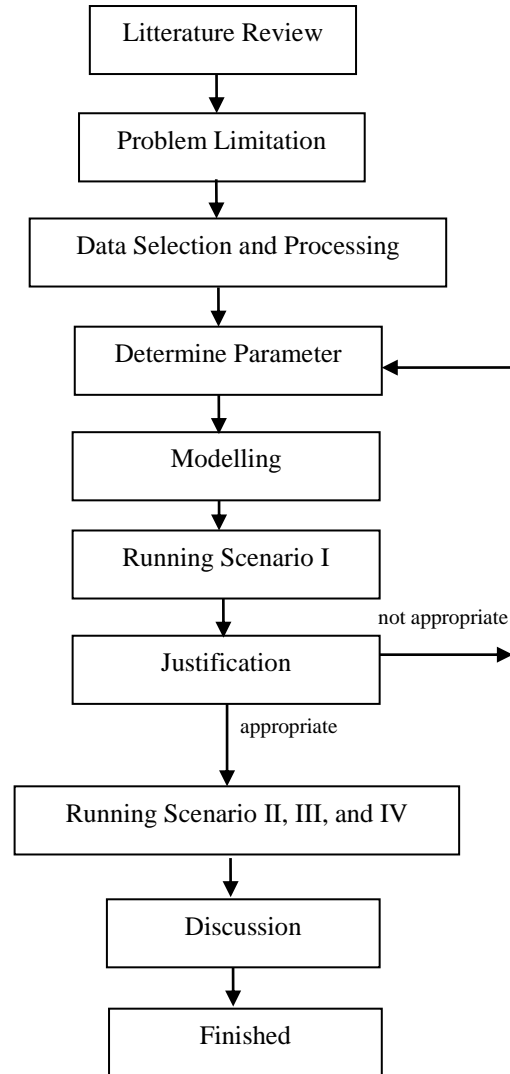 Litterature Review
Problem Limitation
Data Selection and Processing
Determine Parameter
Modelling
Running Scenario I
not appropriate
Justification
appropriate
Running Scenario II, III, and IV
Discussion
Finished